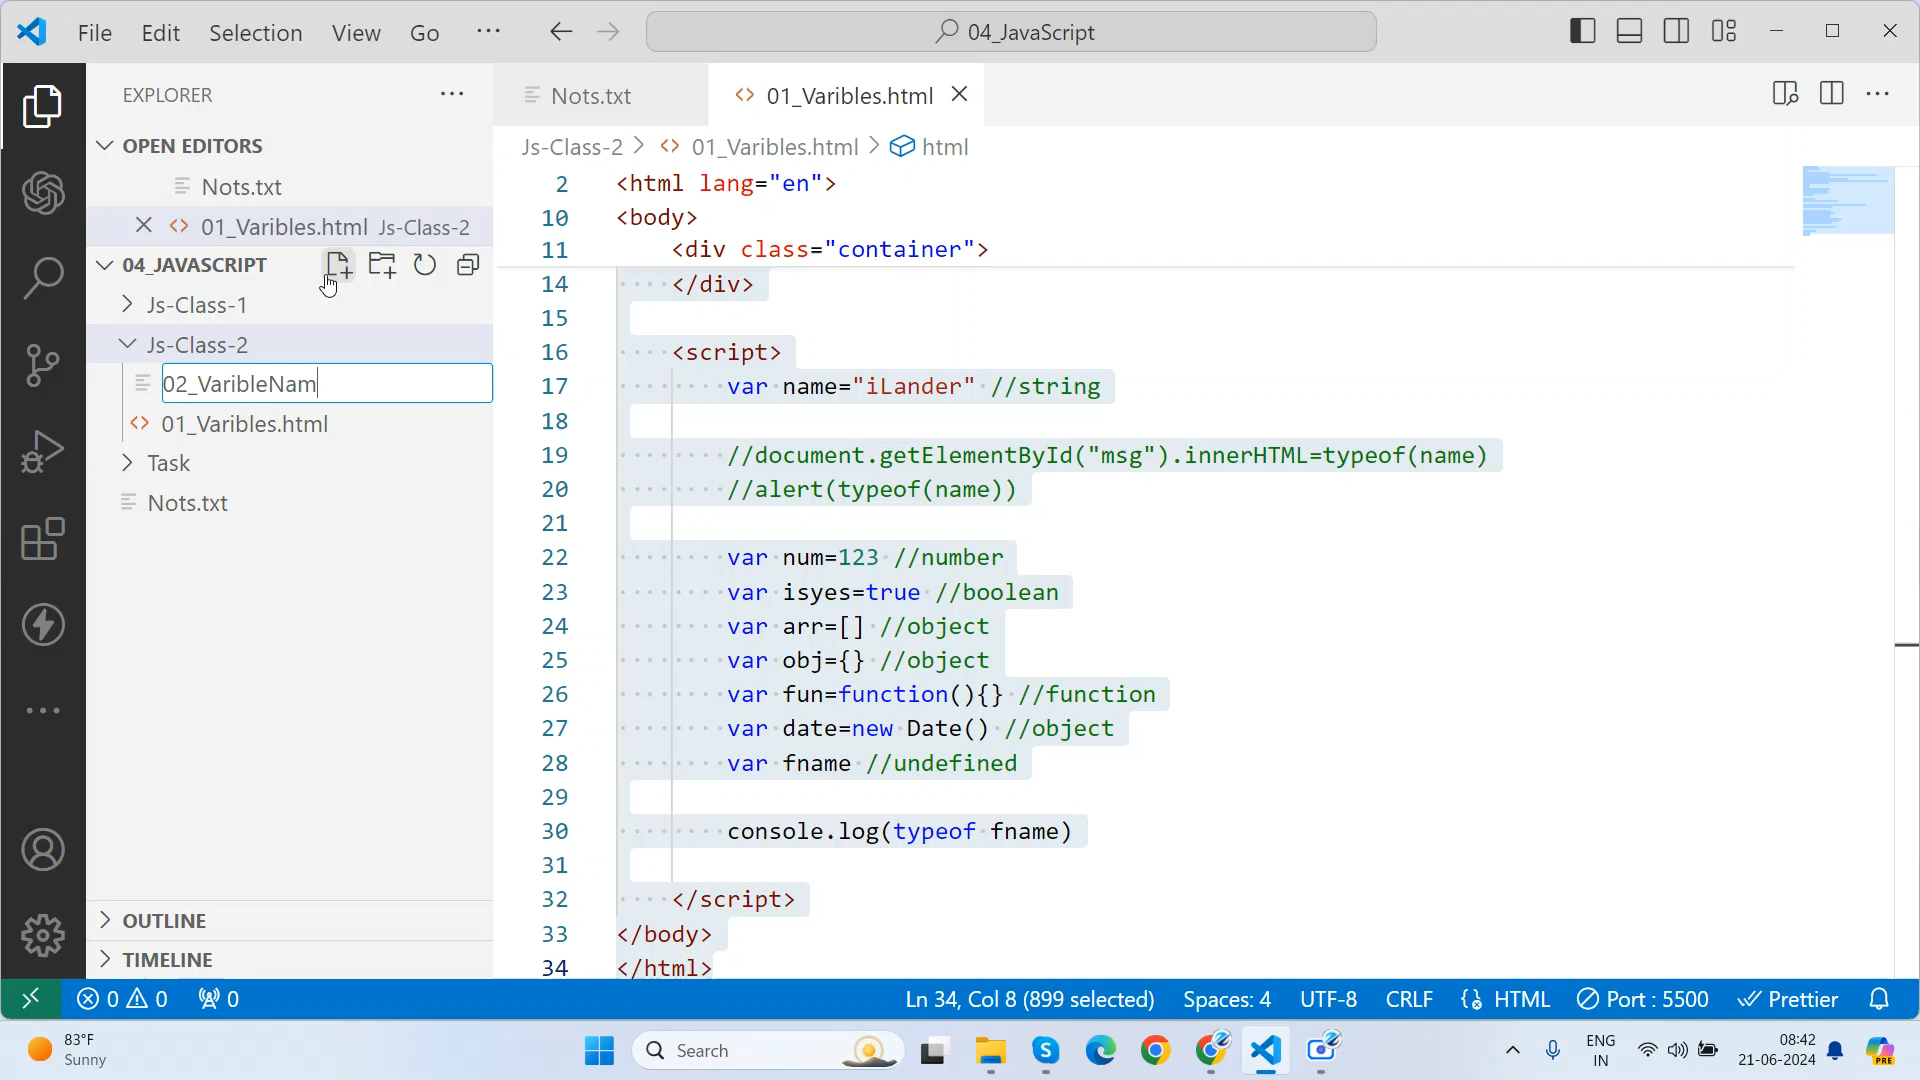 File Edit Selection View Go ··· 04_JavaScript
EXPLORER ···
OPEN EDITORS
Nots.txt
01_Varibles.html Js-Class-2
04_JAVASCRIPT
Js-Class-1
Js-Class-2
02_VaribleNam
01_Varibles.html
Task
Nots.txt
OUTLINE
TIMELINE
Nots.txt <> 01_Varibles.html
Js-Class-2 > <> 01_Varibles.html > html
2 <html lang="en">
10 <body>
11 <div class="container">
14 </div>
15
16 <script>
17 var name="iLander" //string
18
19 //document.getElementById("msg").innerHTML=typeof(name)
20 //alert(typeof(name))
21
22 var num=123 //number
23 var isyes=true //boolean
24 var arr=[] //object
25 var obj={} //object
26 var fun=function(){} //function
27 var date=new Date() //object
28 var fname //undefined
29
30 console.log(typeof fname)
31
32 </script>
33 </body>
34 </html>
0 0 0 Ln 34, Col 8 (899 selected) Spaces: 4 UTF-8 CRLF HTML Port : 5500 Prettier
83°F
Sunny
Search
PRE
ENG
IN
08:42
21-06-2024